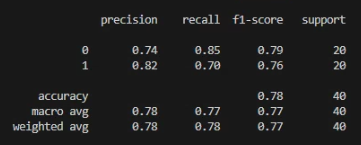 precision recall f1-score support
0 0.74 0.85 0.79 20
1 0.82 0.70 0.76 20
accuracy 0.78 40
macro avg 0.78 0.77 0.77 40
weighted avg 0.78 0.78 0.77 40